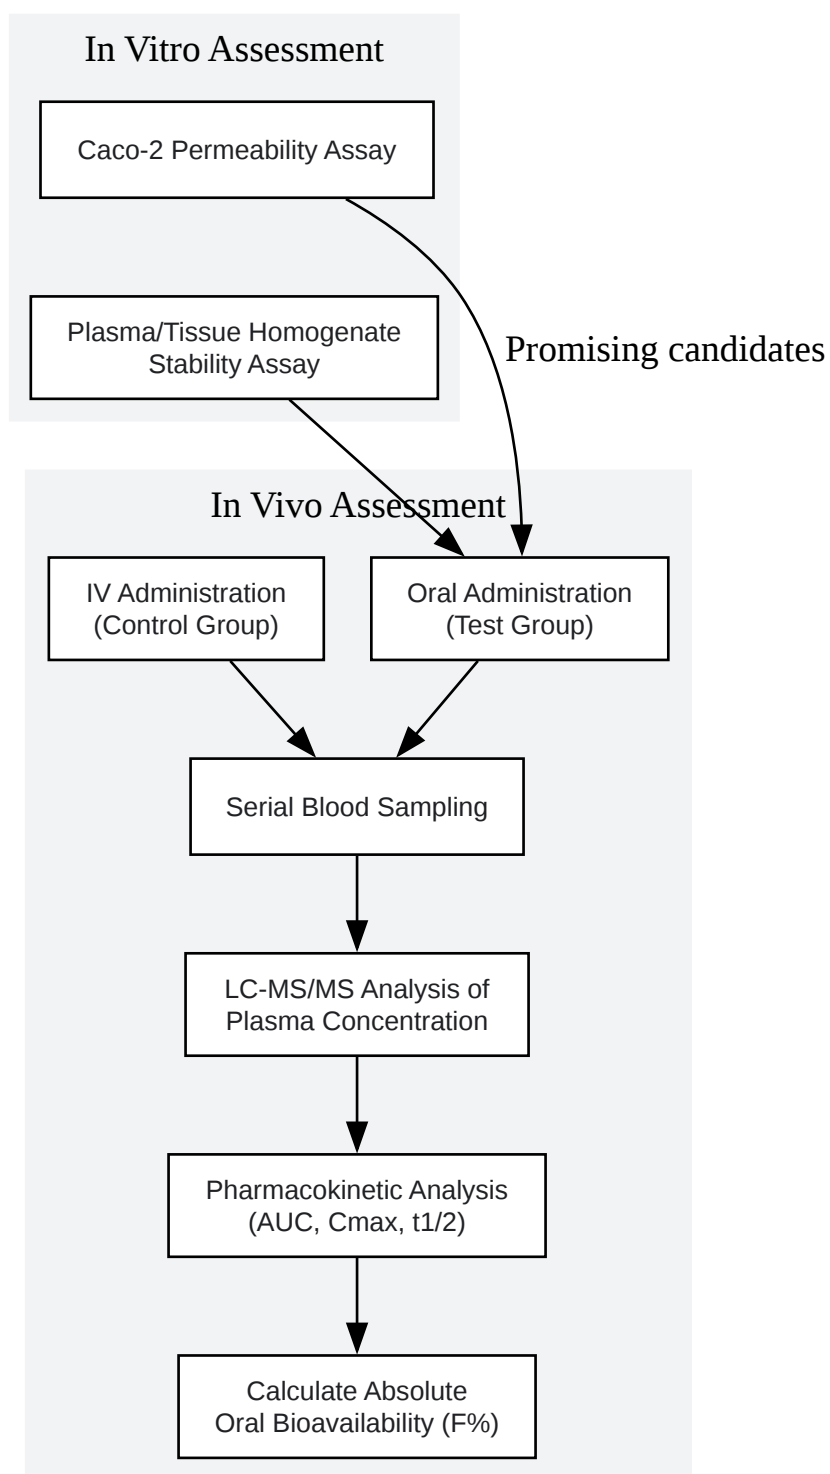 In Vitro Assessment
Caco-2 Permeability Assay
Plasma/Tissue Homogenate
Stability Assay
Promising candidates
In Vivo Assessment
IV Administration
(Control Group)
Oral Administration
(Test Group)
Serial Blood Sampling
LC-MS/MS Analysis of
Plasma Concentration
Pharmacokinetic Analysis
(AUC, Cmax, t1/2)
Calculate Absolute
Oral Bioavailability (F%)